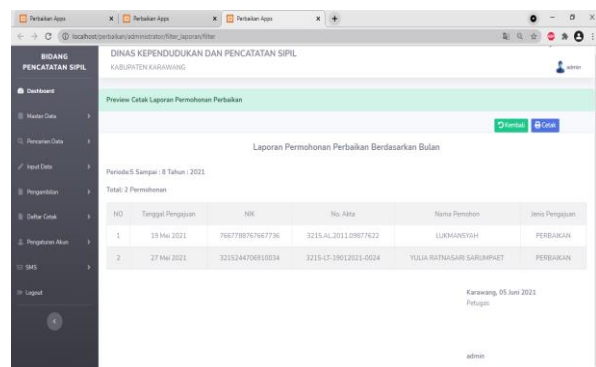 Perbaikan Apps
Perbaikan Apps
Perbaikan Apps
localhost/perbaikan/administrator/filter_laporan/filter
BIDANG
PENCATATAN SIPIL
DINAS KEPENDUDUKAN DAN PENCATATAN SIPIL
KABUPATEN KARAWANG
admin
Dashboard
Master Data
Pencarian Data
Input Data
Pengambilan
Daftar Cetak
Pengaturan Akun
SMS
Logout
Preview Cetak Laporan Permohonan Perbaikan
Kembali Cetak
Laporan Permohonan Perbaikan Berdasarkan Bulan
Periode:5 Sampai : 8 Tahun : 2021
Total: 2 Permohonan
NO Tanggal Pengajuan NIK No. Akta Nama Pemohon Jenis Pengajuan
1 19 Mei 2021 7667788767667736 3215.AL.2011.09877622 LUKMANSYAH PERBAIKAN
2 27 Mei 2021 3215244706910034 3215-LT-19012021-0024 YULIA RATNASARI SARUMPAET PERBAIKAN
Karawang, 05 Juni 2021
Petugas
admin